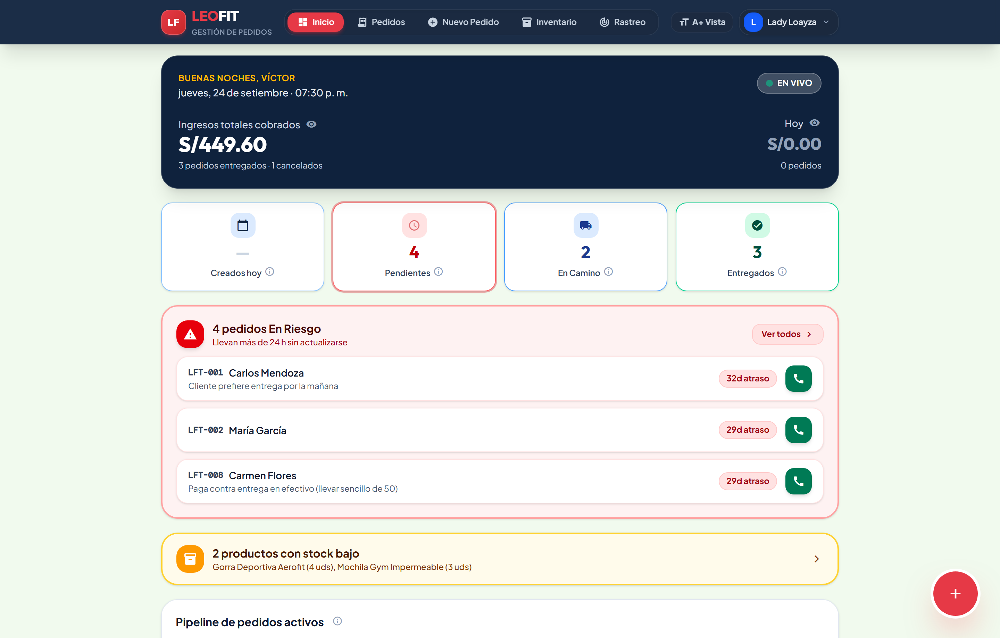 LF
LEOFIT
GESTIÓN DE PEDIDOS
Inicio
Pedidos
Nuevo Pedido
Inventario
Rastreo
A+ Vista
L
Lady Loayza
BUENAS NOCHES, VÍCTOR
jueves, 24 de setiembre · 07:30 p. m.
EN VIVO
Ingresos totales cobrados
S/449.60
3 pedidos entregados · 1 cancelados
Hoy
S/0.00
0 pedidos
—
Creados hoy
4
Pendientes
2
En Camino
3
Entregados
4 pedidos En Riesgo
Llevan más de 24 h sin actualizarse
Ver todos
LFT-001 Carlos Mendoza
Cliente prefiere entrega por la mañana
32d atraso
LFT-002 María García
29d atraso
LFT-008 Carmen Flores
Paga contra entrega en efectivo (llevar sencillo de 50)
29d atraso
2 productos con stock bajo
Gorra Deportiva Aerofit (4 uds), Mochila Gym Impermeable (3 uds)
+
Pipeline de pedidos activos